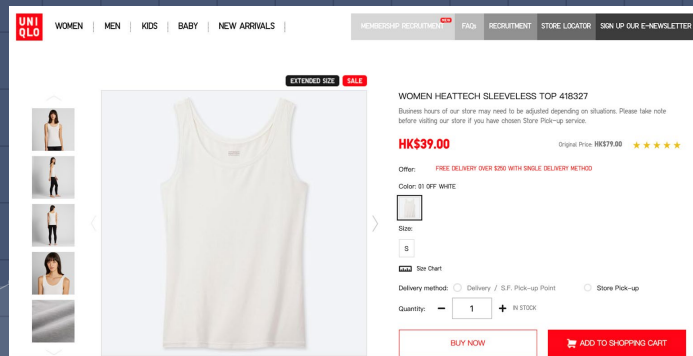 UNI
QLO
WOMEN | MEN | KIDS | BABY | NEW ARRIVALS |
MEMBERSHIP RECRUITMENT NEW FAQs RECRUITMENT STORE LOCATOR SIGN UP OUR E-NEWSLETTER
EXTENDED SIZE SALE
WOMEN HEATTECH SLEEVELESS TOP 418327
Business hours of our store may need to be adjusted depending on situations. Please take note
before visiting our store if you have chosen Store Pick-up service.
HK$39.00 Original Price: HK$79.00
Offer: FREE DELIVERY OVER $250 WITH SINGLE DELIVERY METHOD
Color: 01 OFF WHITE
Size:
S
Size Chart
Delivery method: Delivery / S.F. Pick-up Point Store Pick-up
Quantity: 1 IN STOCK
BUY NOW ADD TO SHOPPING CART